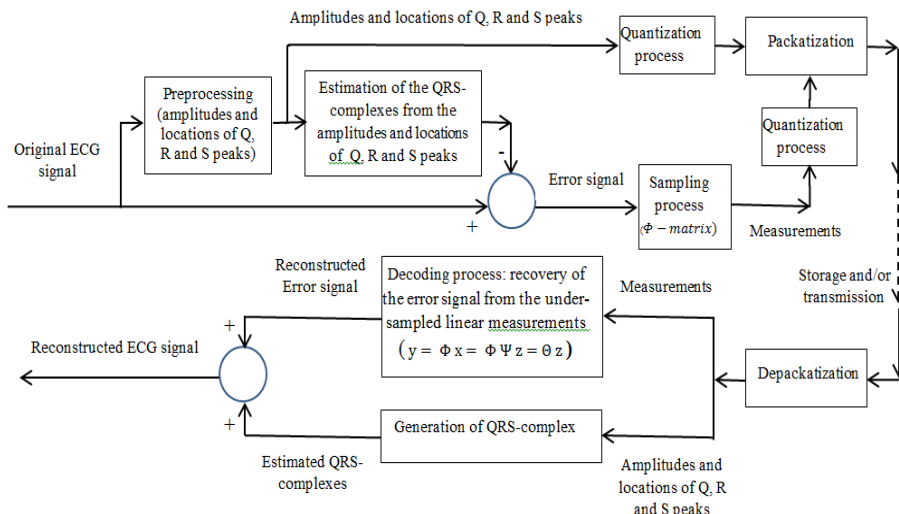 Amplitudes and locations of Q, R and S peaks
Quantization
process
Packatization
Preprocessing
(amplitudes and
locations of Q,
R and S peaks)
Estimation of the QRS-
complexes from the
amplitudes and locations
of Q, R and S peaks
Quantization
process
Original ECG
signal
-
+
Error signal
Sampling
process
(Φ − matrix)
Measurements
Storage and/or
transmission
Reconstructed
Error signal
Decoding process: recovery of
the error signal from the under-
sampled linear measurements
( y = Φ x = Φ Ψ z = Θ z )
Measurements
+
Reconstructed ECG signal
Depackatization
+
Generation of QRS-complex
Estimated QRS-
complexes
Amplitudes and
locations of Q, R
and S peaks